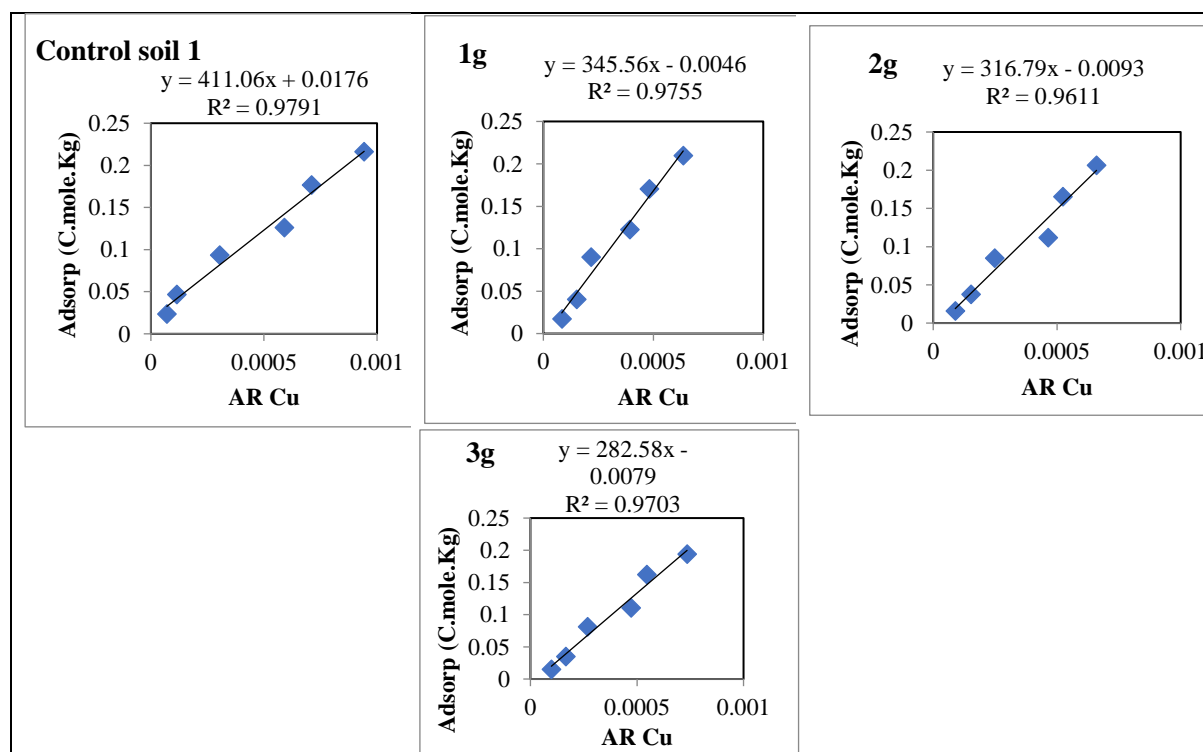 Control soil 1
y = 411.06x + 0.0176
R² = 0.9791
0.25
0.2
0.15
0.1
0.05
0
0 0.0005 0.001
Adsorp (C.mole.Kg)
AR Cu
1g
y = 345.56x - 0.0046
R² = 0.9755
0.25
0.2
0.15
0.1
0.05
0
0 0.0005 0.001
Adsorp (C.mole.Kg)
AR Cu
2g
y = 316.79x - 0.0093
R² = 0.9611
0.25
0.2
0.15
0.1
0.05
0
0 0.0005 0.001
Adsorp (C.mole.Kg)
AR Cu
3g
y = 282.58x -
0.0079
R² = 0.9703
0.25
0.2
0.15
0.1
0.05
0
0 0.0005 0.001
Adsorp (C.mole.Kg)
AR Cu